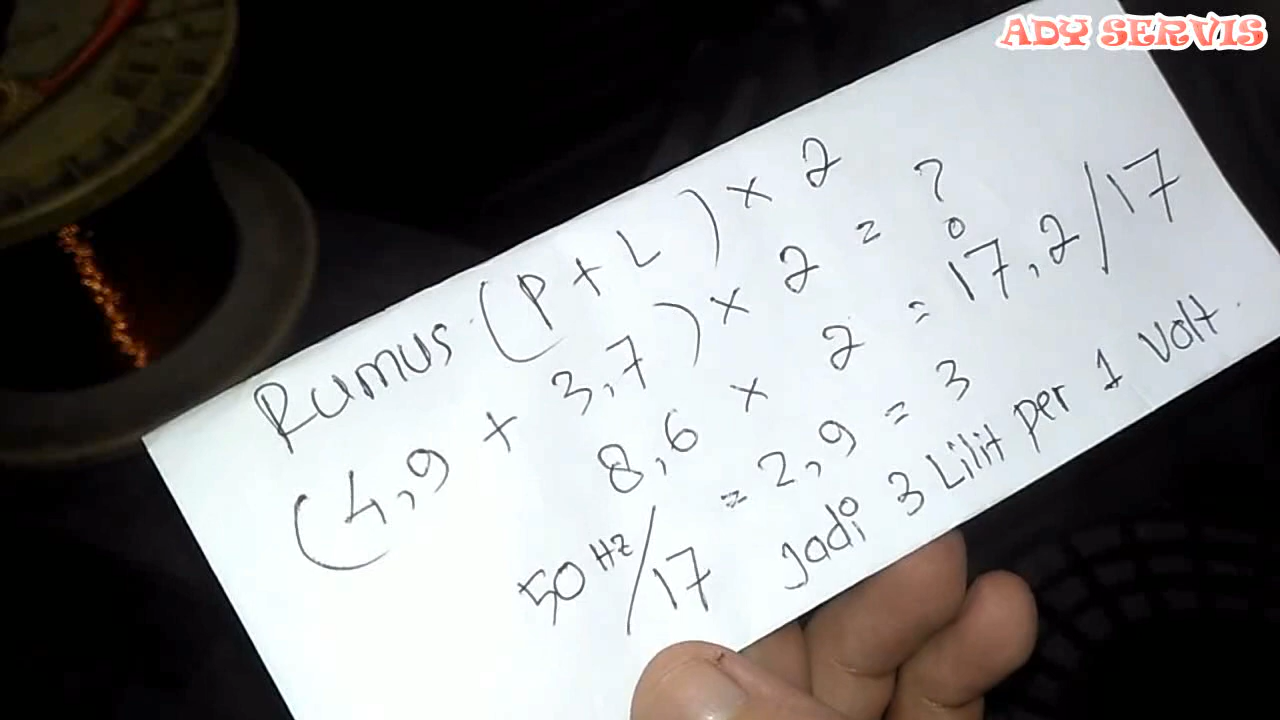 ADY SERVIS
Rumus (P + L) x 2
(4,9 + 3,7) x 2 = ?
8,6 x 2 = 17,2/17
50 Hz/17 = 2,9 = 3
Jadi 3 Lilit per 1 Volt.